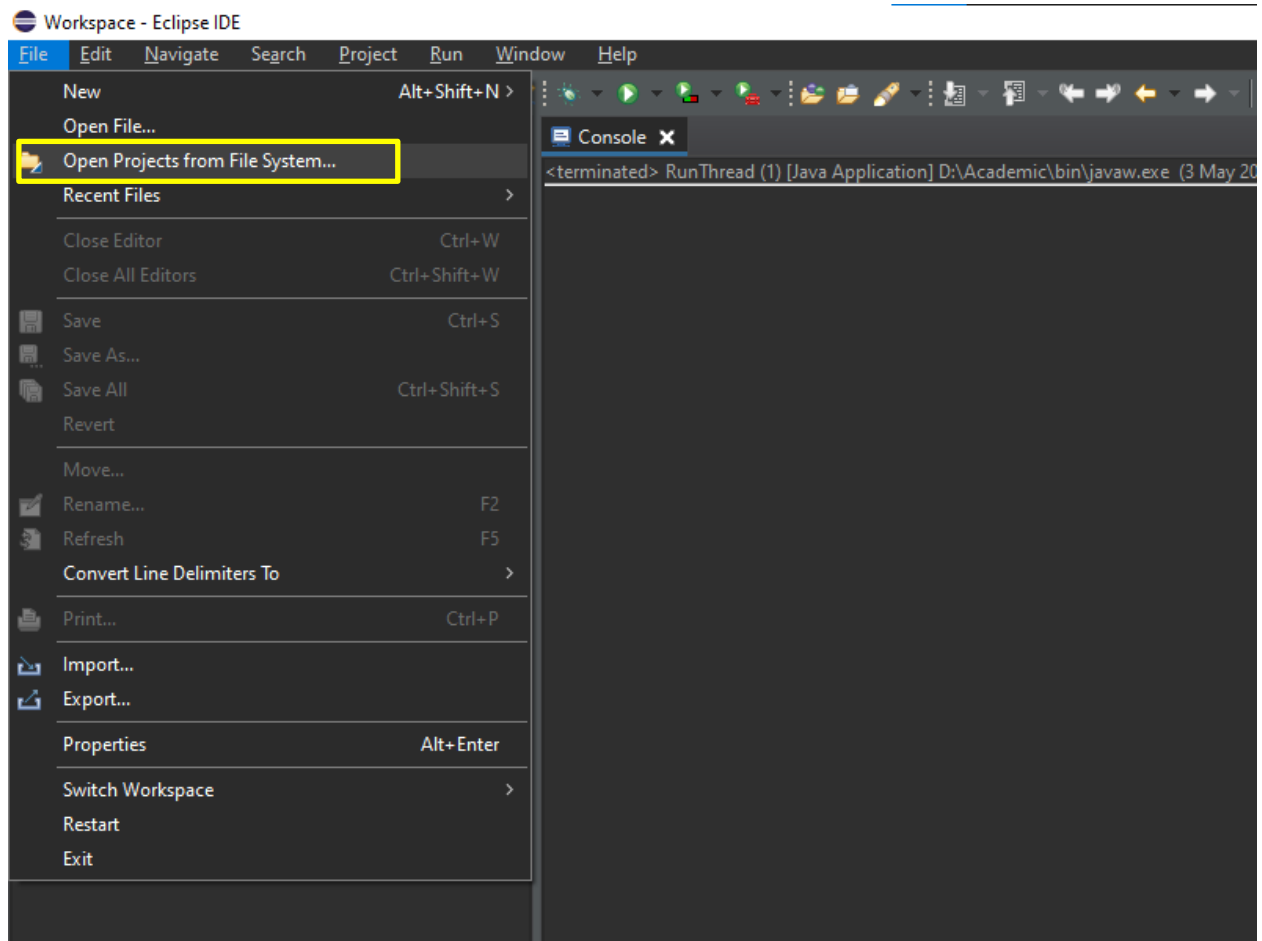 Workspace - Eclipse IDE
File Edit Navigate Search Project Run Window Help
New Alt+Shift+N >
Open File...
Open Projects from File System...
Recent Files >
Close Editor Ctrl+W
Close All Editors Ctrl+Shift+W
Save Ctrl+S
Save As...
Save All Ctrl+Shift+S
Revert
Move...
Rename... F2
Refresh F5
Convert Line Delimiters To >
Print... Ctrl+P
Import...
Export...
Properties Alt+Enter
Switch Workspace >
Restart
Exit
Console
<terminated> RunThread (1) [Java Application] D:\Academic\bin\javaw.exe (3 May 20